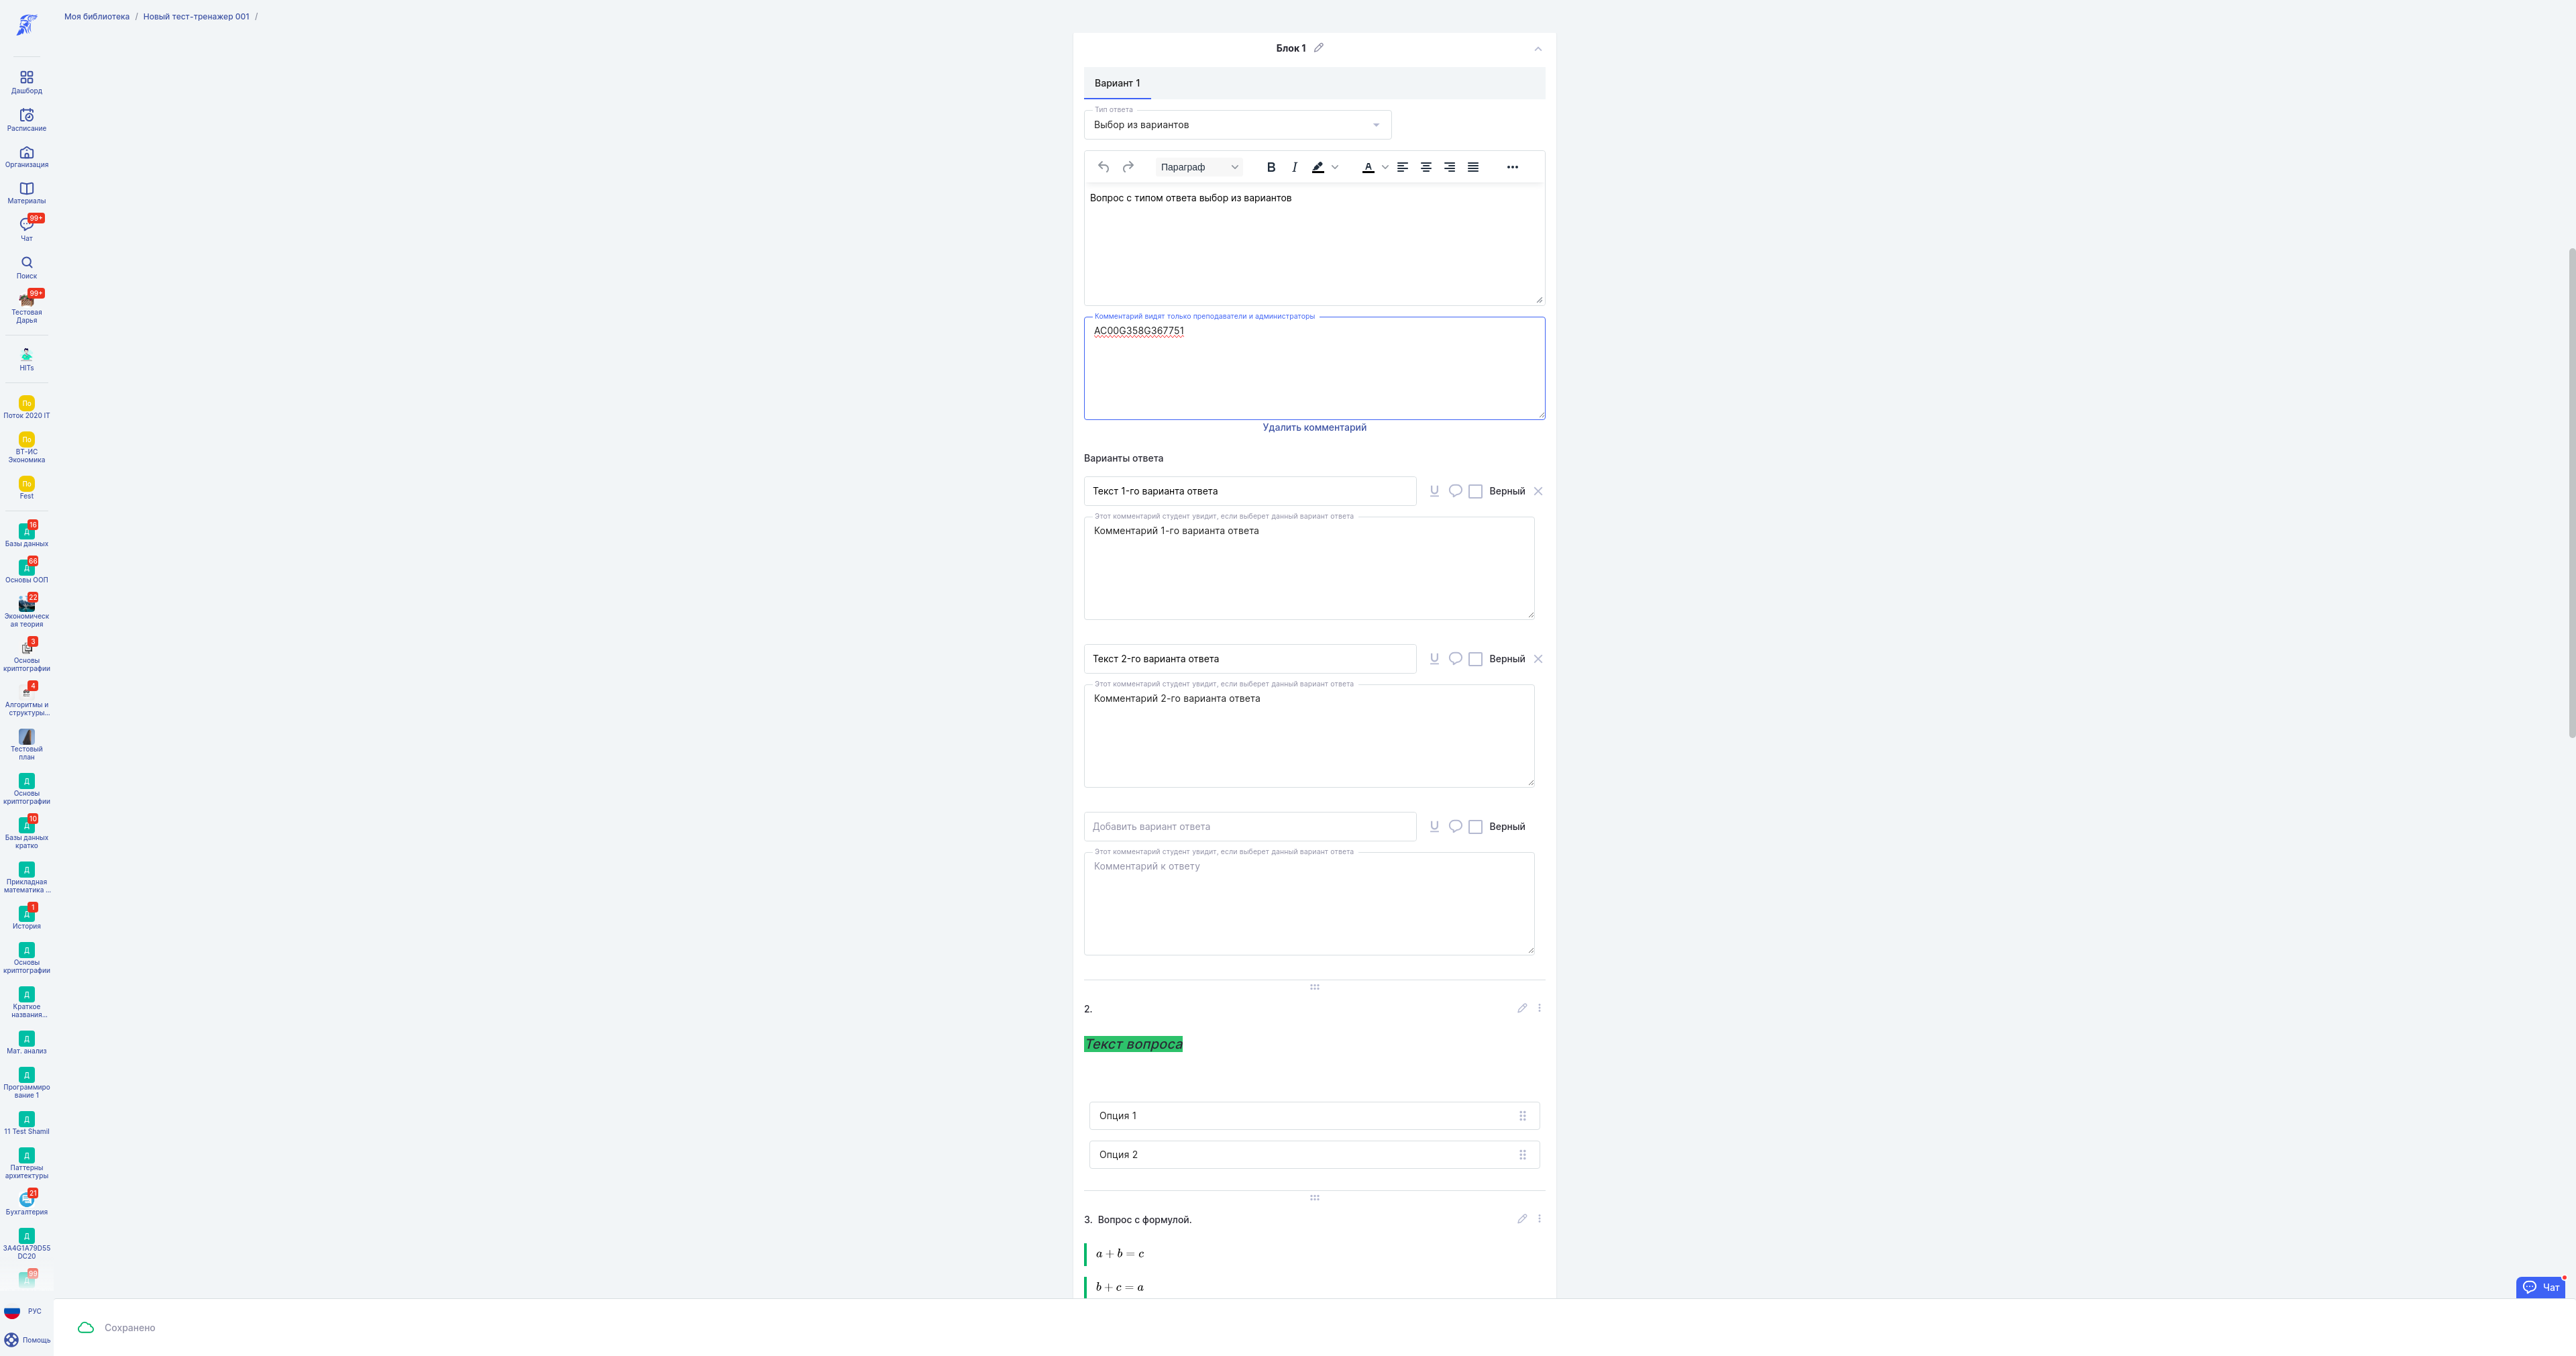 Моя библиотека / Новый тест-тренажер 001 /
Дашборд
Расписание
Организация
Материалы
99+
Чат
Поиск
99+
Тестовая
Дарья
HITs
По
Поток 2020 IT
По
ВТ-ИС
Экономика
По
Fest
16
Д
Базы данных
66
Д
Основы ООП
22
Экономическ
ая теория
3
Основы
криптографии
4
Алгоритмы и
структуры...
Тестовый
план
Д
Основы
криптографии
10
Д
Базы данных
кратко
Д
Прикладная
математика ...
1
Д
История
Д
Основы
криптографии
Д
Краткое
названия...
Д
Мат. анализ
Д
Программиро
вание 1
Д
11 Test Shamil
Д
Паттерны
архитектуры
21
Бухгалтерия
Д
3A4G1A79D55
DC20
99
Д
РУС
Помощь
Блок 1
Вариант 1
Тип ответа
Выбор из вариантов
Параграф
B I A
Вопрос с типом ответа выбор из вариантов
Комментарий видят только преподаватели и администраторы
AC00G358G367751
Удалить комментарий
Варианты ответа
Текст 1-го варианта ответа
Верный
Этот комментарий студент увидит, если выберет данный вариант ответа
Комментарий 1-го варианта ответа
Текст 2-го варианта ответа
Верный
Этот комментарий студент увидит, если выберет данный вариант ответа
Комментарий 2-го варианта ответа
Добавить вариант ответа
Верный
Этот комментарий студент увидит, если выберет данный вариант ответа
Комментарий к ответу
2.
Текст вопроса
Опция 1
Опция 2
3. Вопрос с формулой.
a + b = c
b + c = a
Чат
Сохранено